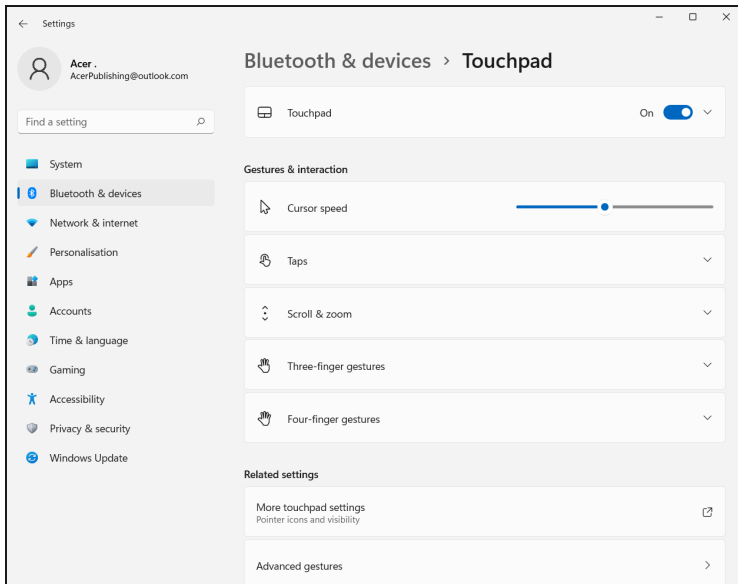 Settings
Acer .
AcerPublishing@outlook.com
Find a setting
System
Bluetooth & devices
Network & internet
Personalisation
Apps
Accounts
Time & language
Gaming
Accessibility
Privacy & security
Windows Update
Bluetooth & devices > Touchpad
Touchpad On
Gestures & interaction
Cursor speed
Taps
Scroll & zoom
Three-finger gestures
Four-finger gestures
Related settings
More touchpad settings
Pointer icons and visibility
Advanced gestures